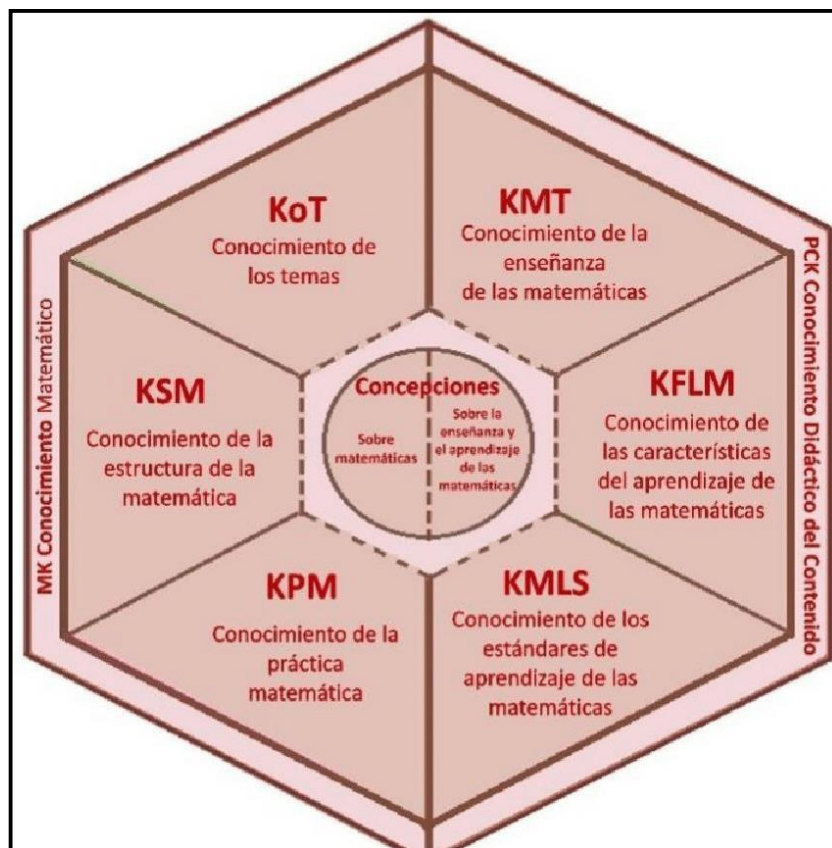 KoT
Conocimiento de
los temas
KMT
Conocimiento de la
enseñanza
de las matemáticas
KSM
Conocimiento de la
estructura de la
matemática
Concepciones
Sobre
matemáticas
Sobre la
enseñanza y
el aprendizaje
de las
matemáticas
KFLM
Conocimiento de
las características
del aprendizaje de
las matemáticas
KPM
Conocimiento de la
práctica
matemática
KMLS
Conocimiento de los
estándares de
aprendizaje de las
matemáticas
MK Conocimiento Matemático
PCK Conocimiento Didáctico del Contenido